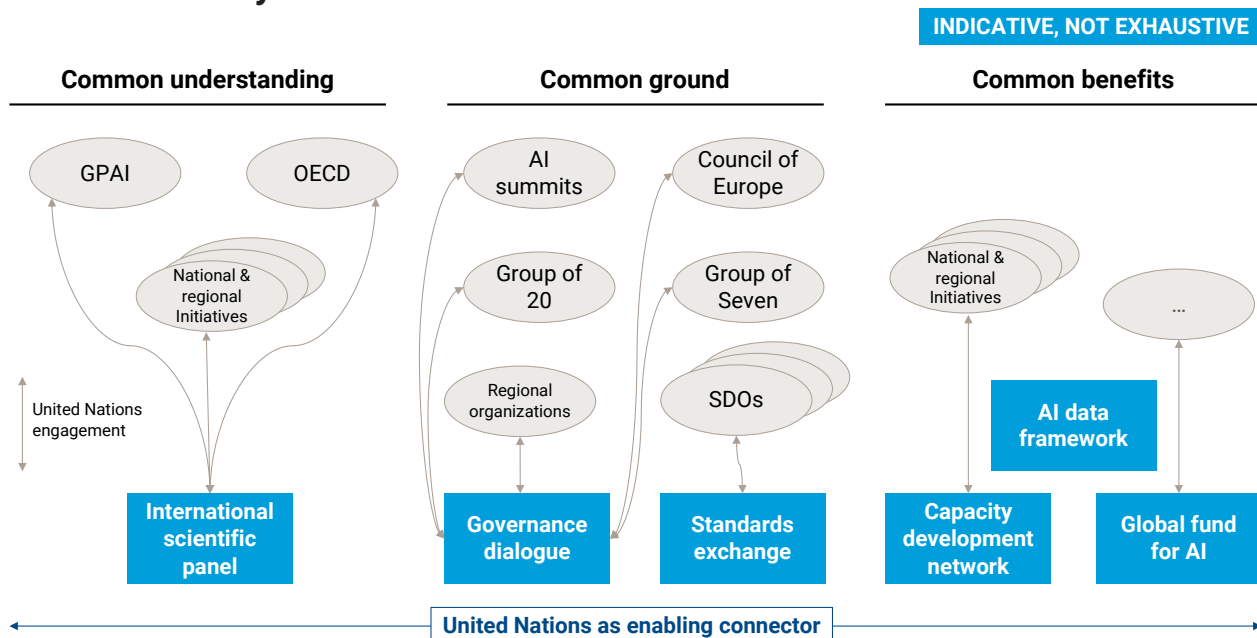 INDICATIVE, NOT EXHAUSTIVE
Common understanding
Common ground
Common benefits
GPAI
OECD
National &
regional
Initiatives
AI
summits
Council of
Europe
Group of
20
Group of
Seven
Regional
organizations
SDOs
National &
regional
Initiatives
...
United Nations
engagement
AI data
framework
International
scientific
panel
Governance
dialogue
Standards
exchange
Capacity
development
network
Global fund
for AI
United Nations as enabling connector